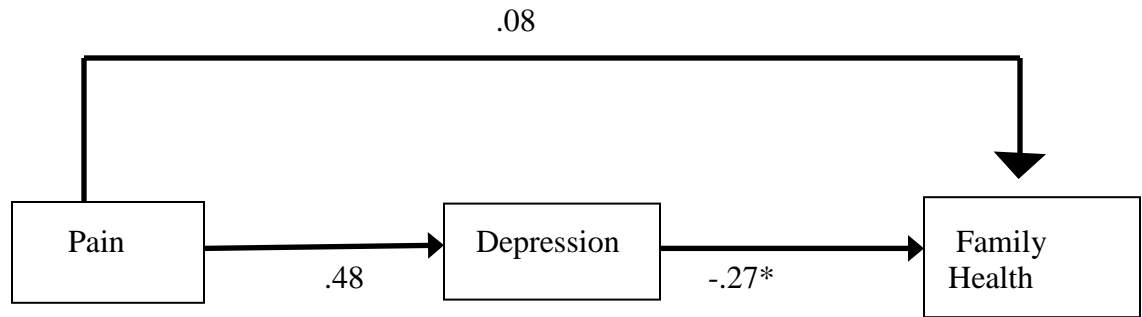 .08
Pain
Depression
Family
Health
.48
-.27*